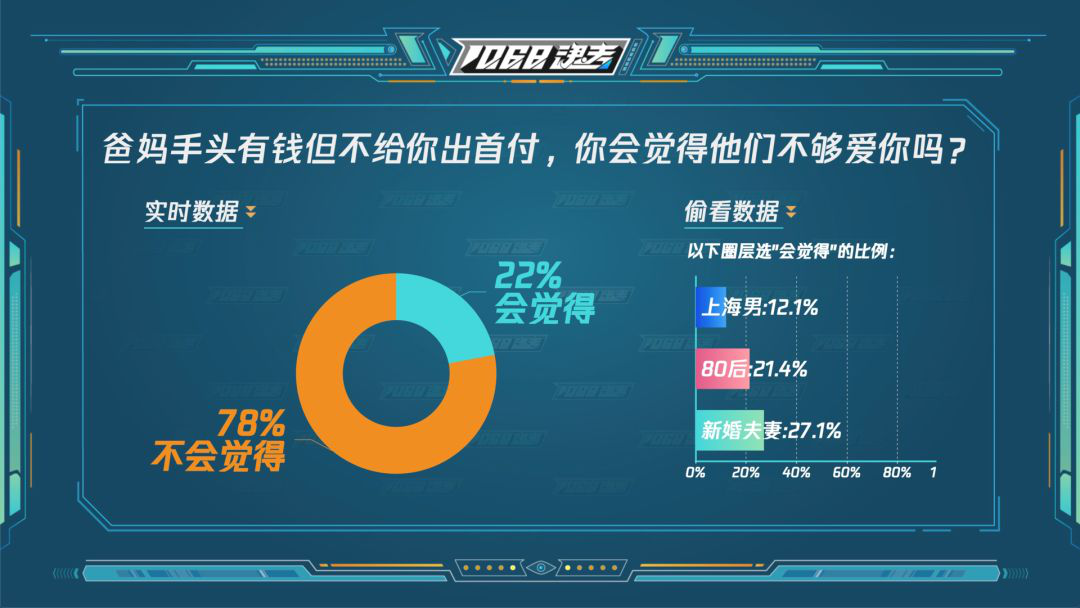 爸妈手头有钱但不给你出首付，你会觉得他们不够爱你吗？
实时数据
22%
会觉得
78%
不会觉得
偷看数据
以下圈层选"会觉得"的比例：
上海男:12.1%
80后:21.4%
新婚夫妻:27.1%
0% 20% 40% 60% 80% 1